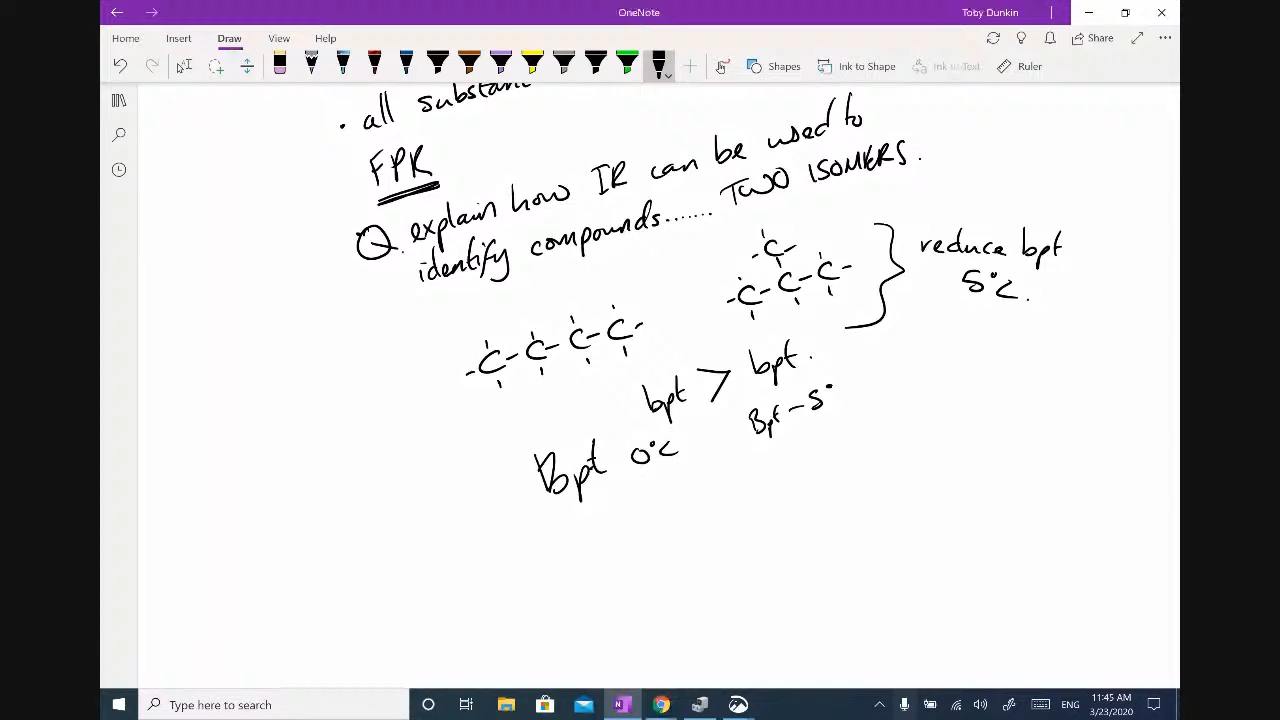 OneNote
Toby Dunkin
Home Insert Draw View Help
Share
Shapes
Ink to Shape
Ink to Text
Ruler
• all substanc
FPR
Q. explain how IR can be used to
identify compounds....... TWO ISOMERS.
C
C C C
reduce bpt
5°C.
C C C C
bpt > bpt.
Bpt 0°C
Bpt -5°
Type here to search
ENG
11:45 AM
3/23/2020